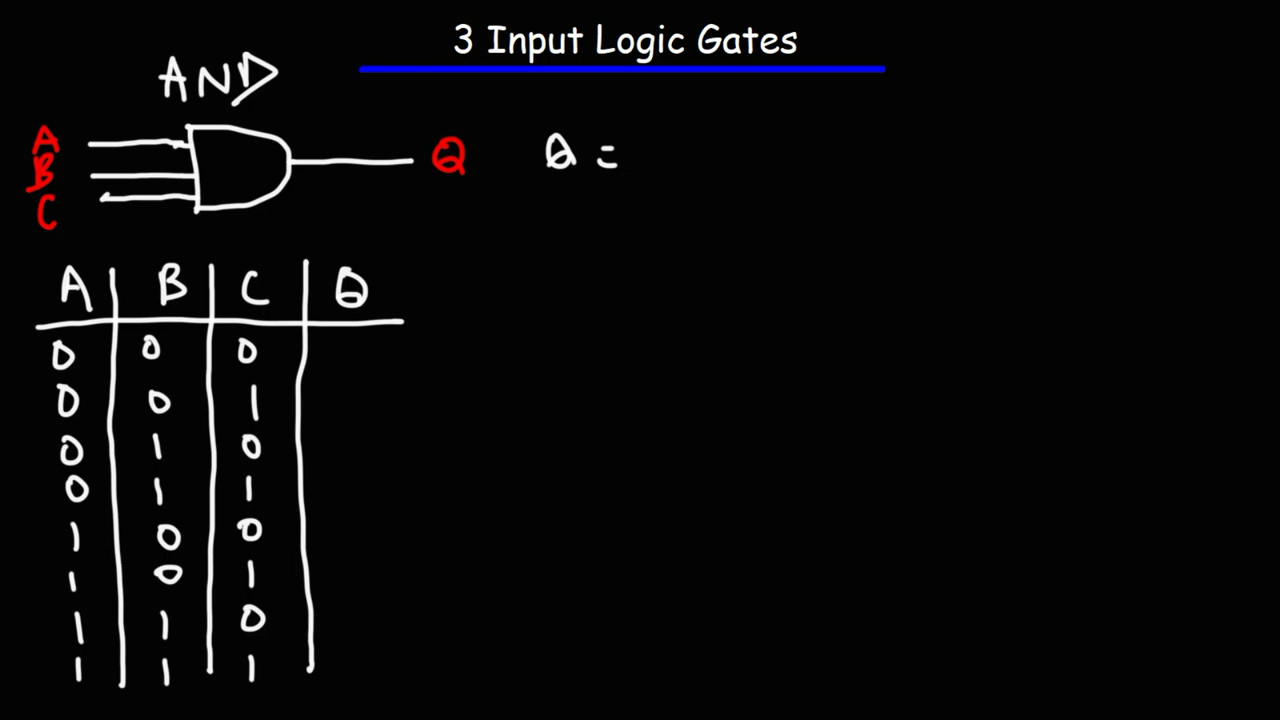 3 Input Logic Gates
AND
A
B
C
Q
Q =
A B C Q
0 0 0
0 0 1
0 1 0
0 1 1
1 0 0
1 0 1
1 1 0
1 1 1